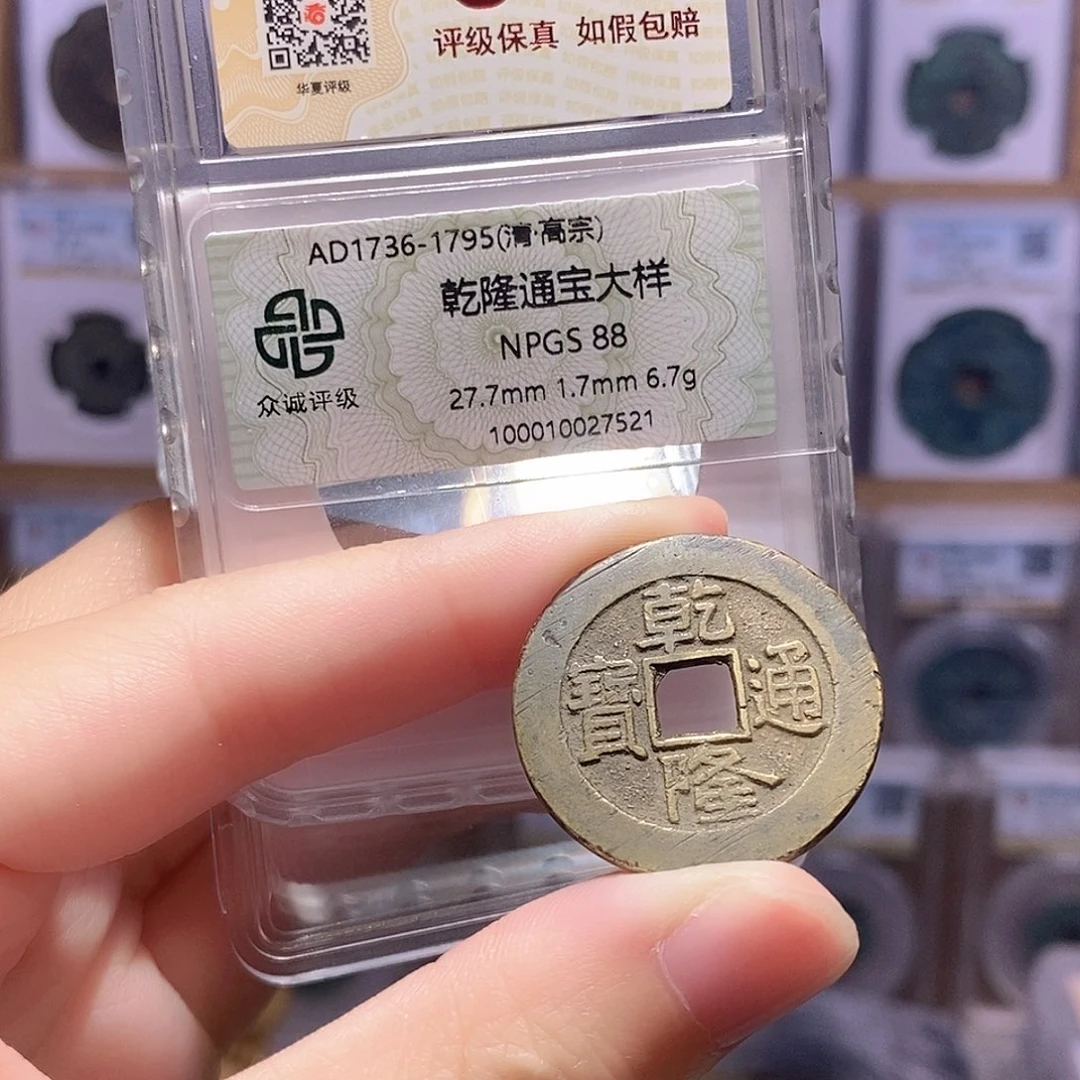 评级保真 如假包赔
华夏评级
AD1736-1795(清·高宗)
乾隆通宝大样
NPGS 88
27.7mm 1.7mm 6.7g
100010027521
众诚评级
乾
寶 通
隆